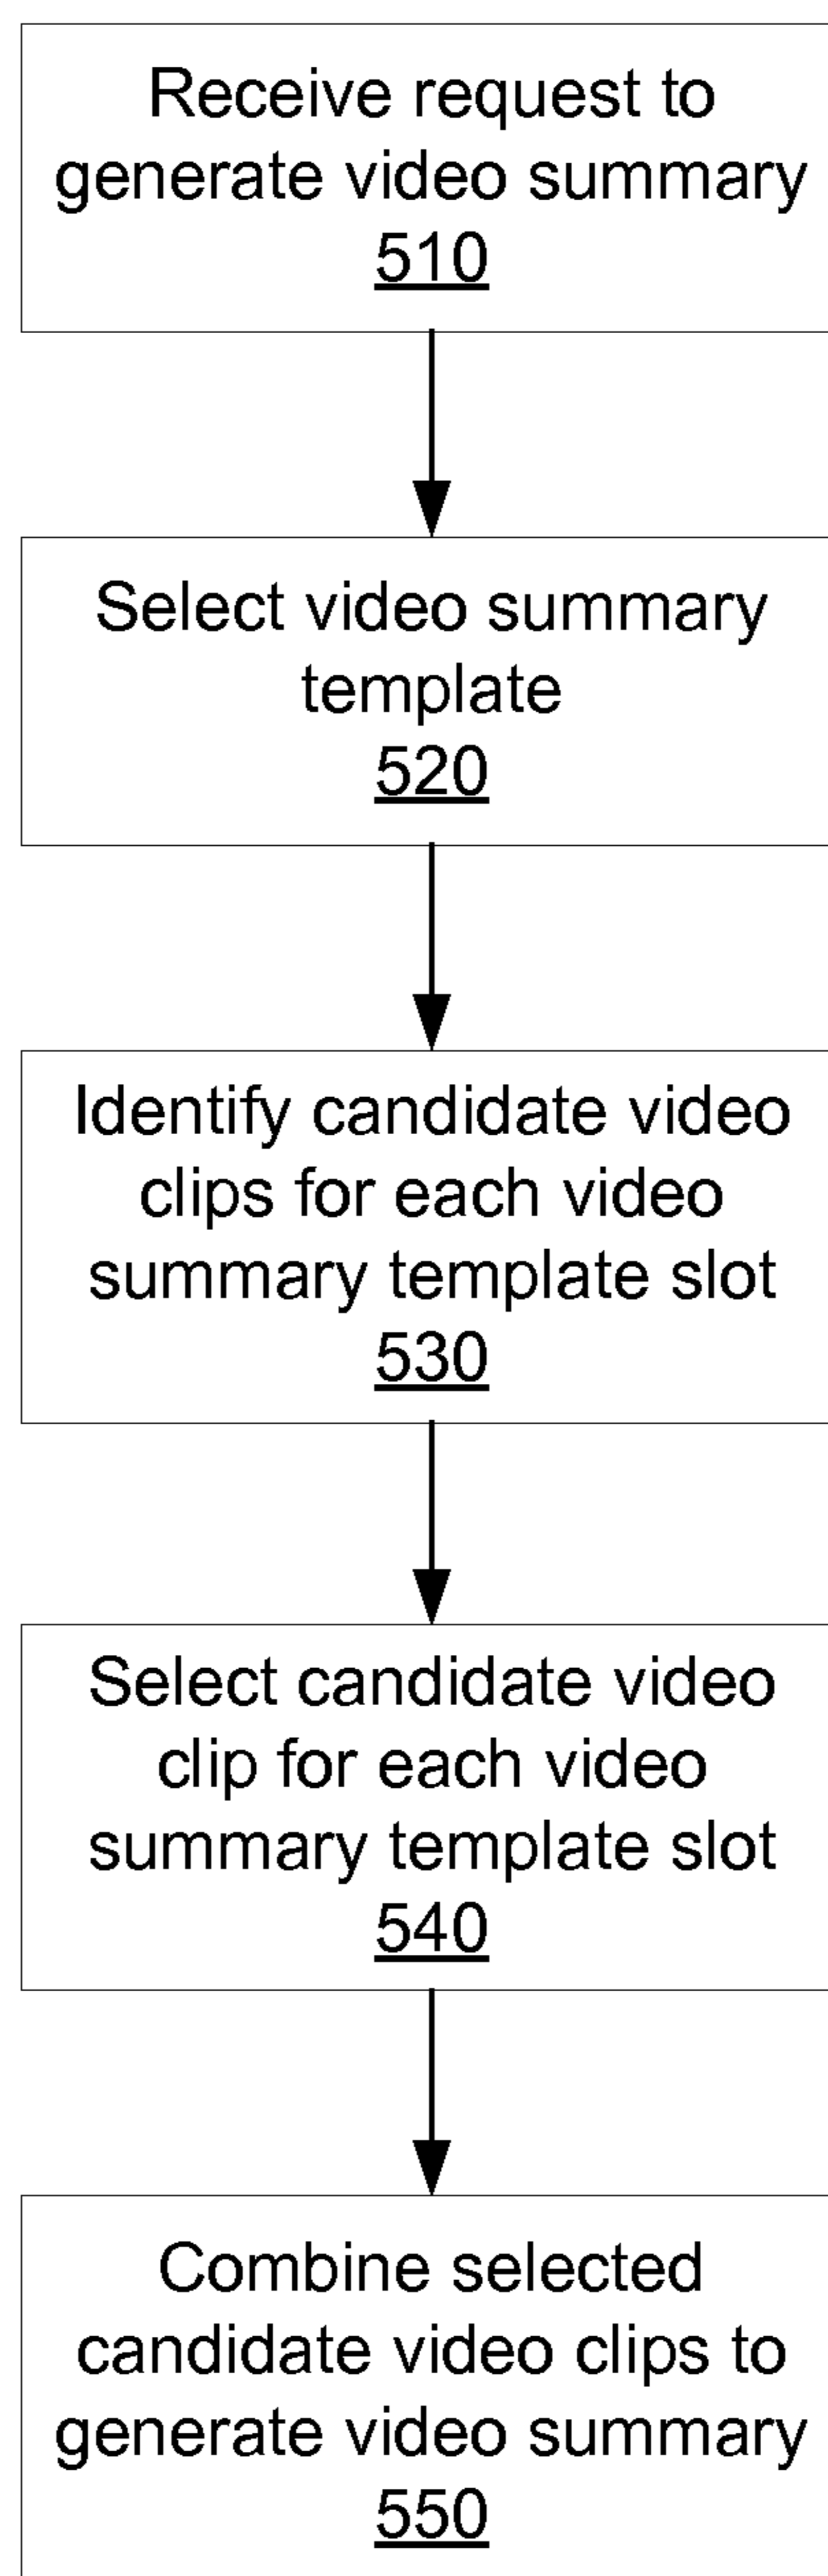 Receive request to
generate video summary
510
Select video summary
template
520
Identify candidate video
clips for each video
summary template slot
530
Select candidate video
clip for each video
summary template slot
540
Combine selected
candidate video clips to
generate video summary
550